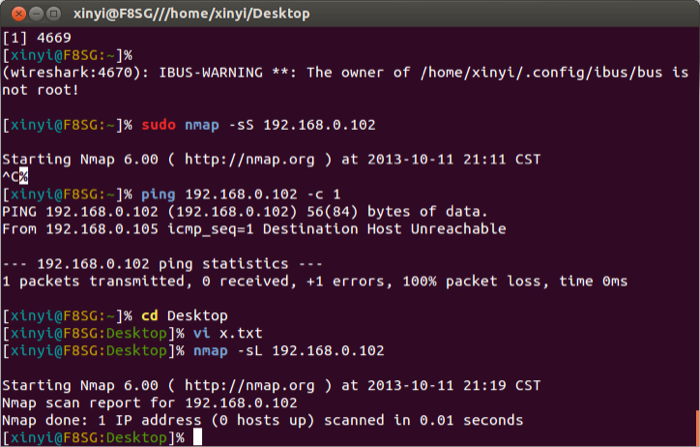 xinyi@F8SG///home/xinyi/Desktop
[1] 4669
[xinyi@F8SG:~]%
(wireshark:4670): IBUS-WARNING **: The owner of /home/xinyi/.config/ibus/bus is
not root!
[xinyi@F8SG:~]% sudo nmap -sS 192.168.0.102
Starting Nmap 6.00 ( http://nmap.org ) at 2013-10-11 21:11 CST
^C%
[xinyi@F8SG:~]% ping 192.168.0.102 -c 1
PING 192.168.0.102 (192.168.0.102) 56(84) bytes of data.
From 192.168.0.105 icmp_seq=1 Destination Host Unreachable
--- 192.168.0.102 ping statistics ---
1 packets transmitted, 0 received, +1 errors, 100% packet loss, time 0ms
[xinyi@F8SG:~]% cd Desktop
[xinyi@F8SG:Desktop]% vi x.txt
[xinyi@F8SG:Desktop]% nmap -sL 192.168.0.102
Starting Nmap 6.00 ( http://nmap.org ) at 2013-10-11 21:19 CST
Nmap scan report for 192.168.0.102
Nmap done: 1 IP address (0 hosts up) scanned in 0.01 seconds
[xinyi@F8SG:Desktop]%